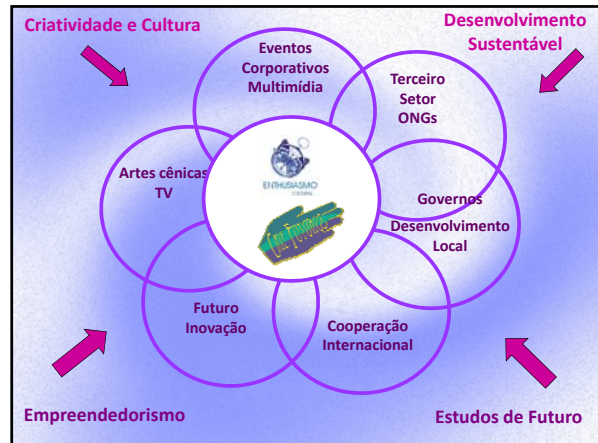 Criatividade e Cultura
Desenvolvimento
Sustentável
Eventos
Corporativos
Multimídia
Terceiro
Setor
ONGs
Artes cênicas
TV
ENTHUSIASMO
CULTURAL
Governos
Desenvolvimento
Local
Futuro
Inovação
Cooperação
Internacional
Empreendedorismo
Estudos de Futuro